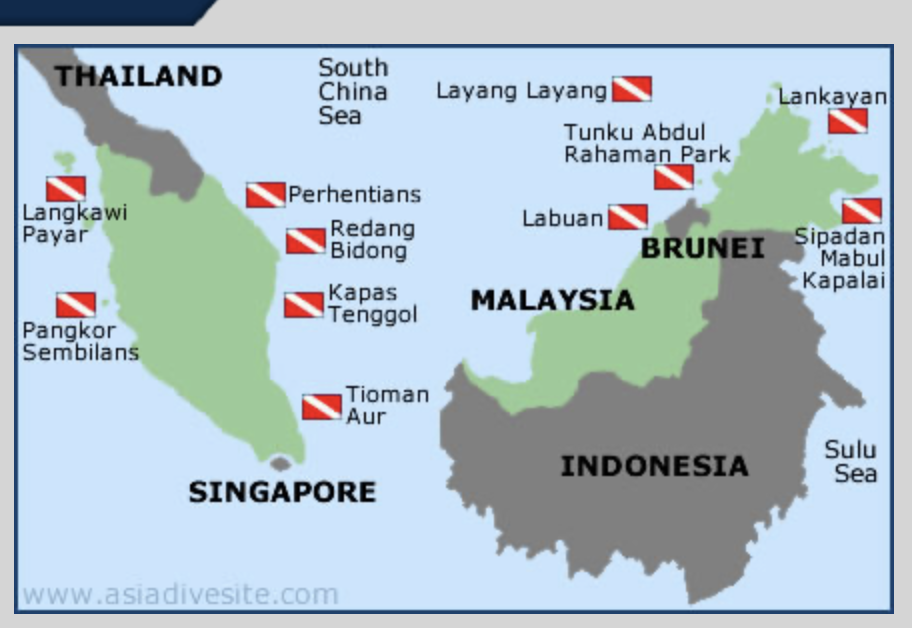 THAILAND
South
China
Sea
Layang Layang
Lankayan
Tunku Abdul
Rahaman Park
Perhentians
Langkawi
Payar
Redang
Bidong
Labuan
BRUNEI
Sipadan
Mabul
Kapalai
Kapas
Tenggol
MALAYSIA
Pangkor
Sembilans
Tioman
Aur
Sulu
Sea
INDONESIA
SINGAPORE
www.asiadivesite.com